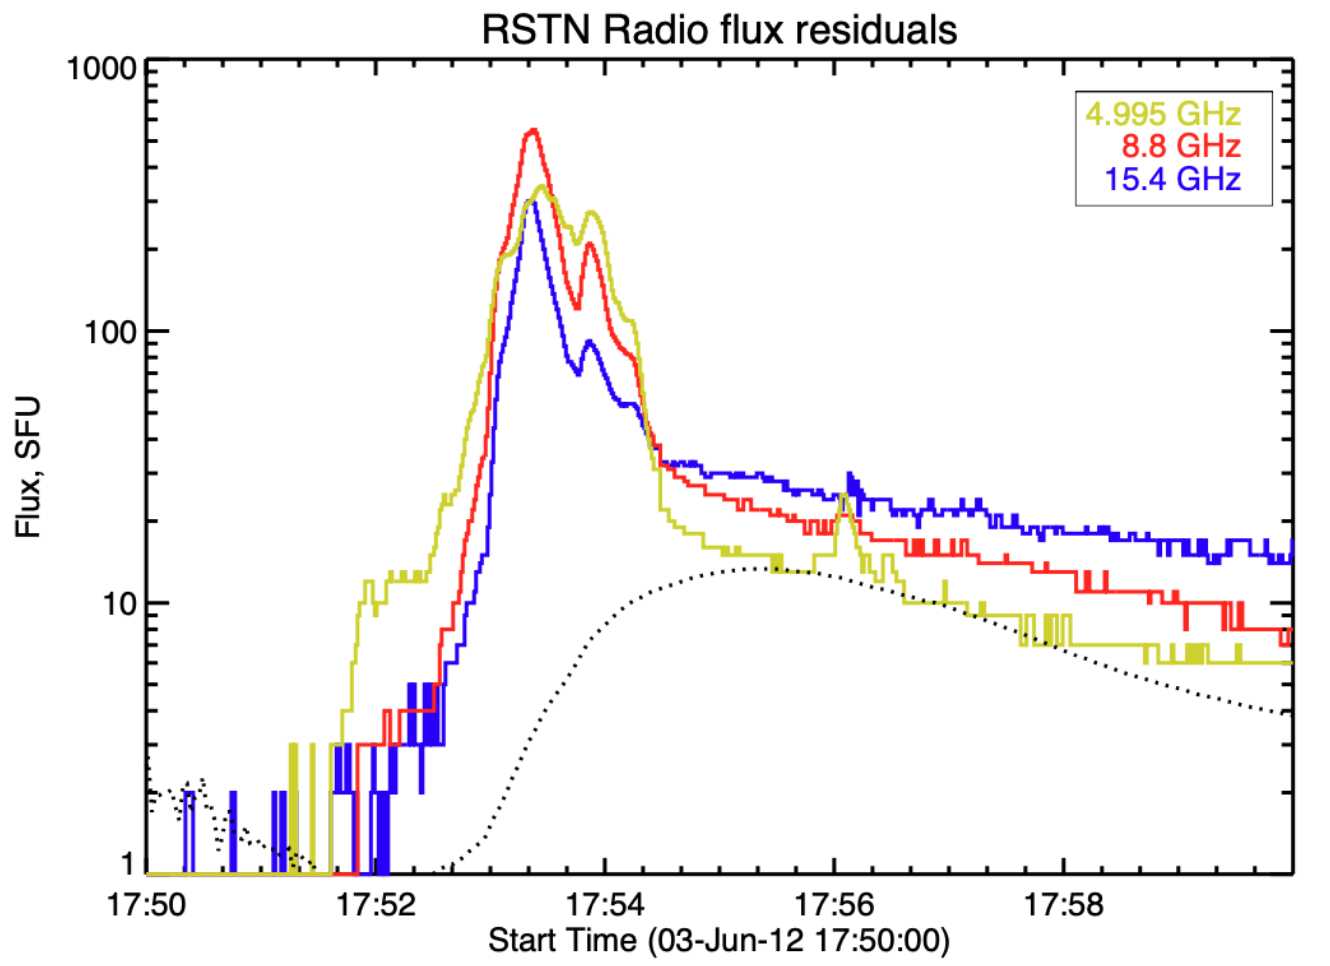 RSTN Radio flux residuals
1000
100
10
1
Flux, SFU
4.995 GHz
8.8 GHz
15.4 GHz
17:50 17:52 17:54 17:56 17:58
Start Time (03-Jun-12 17:50:00)